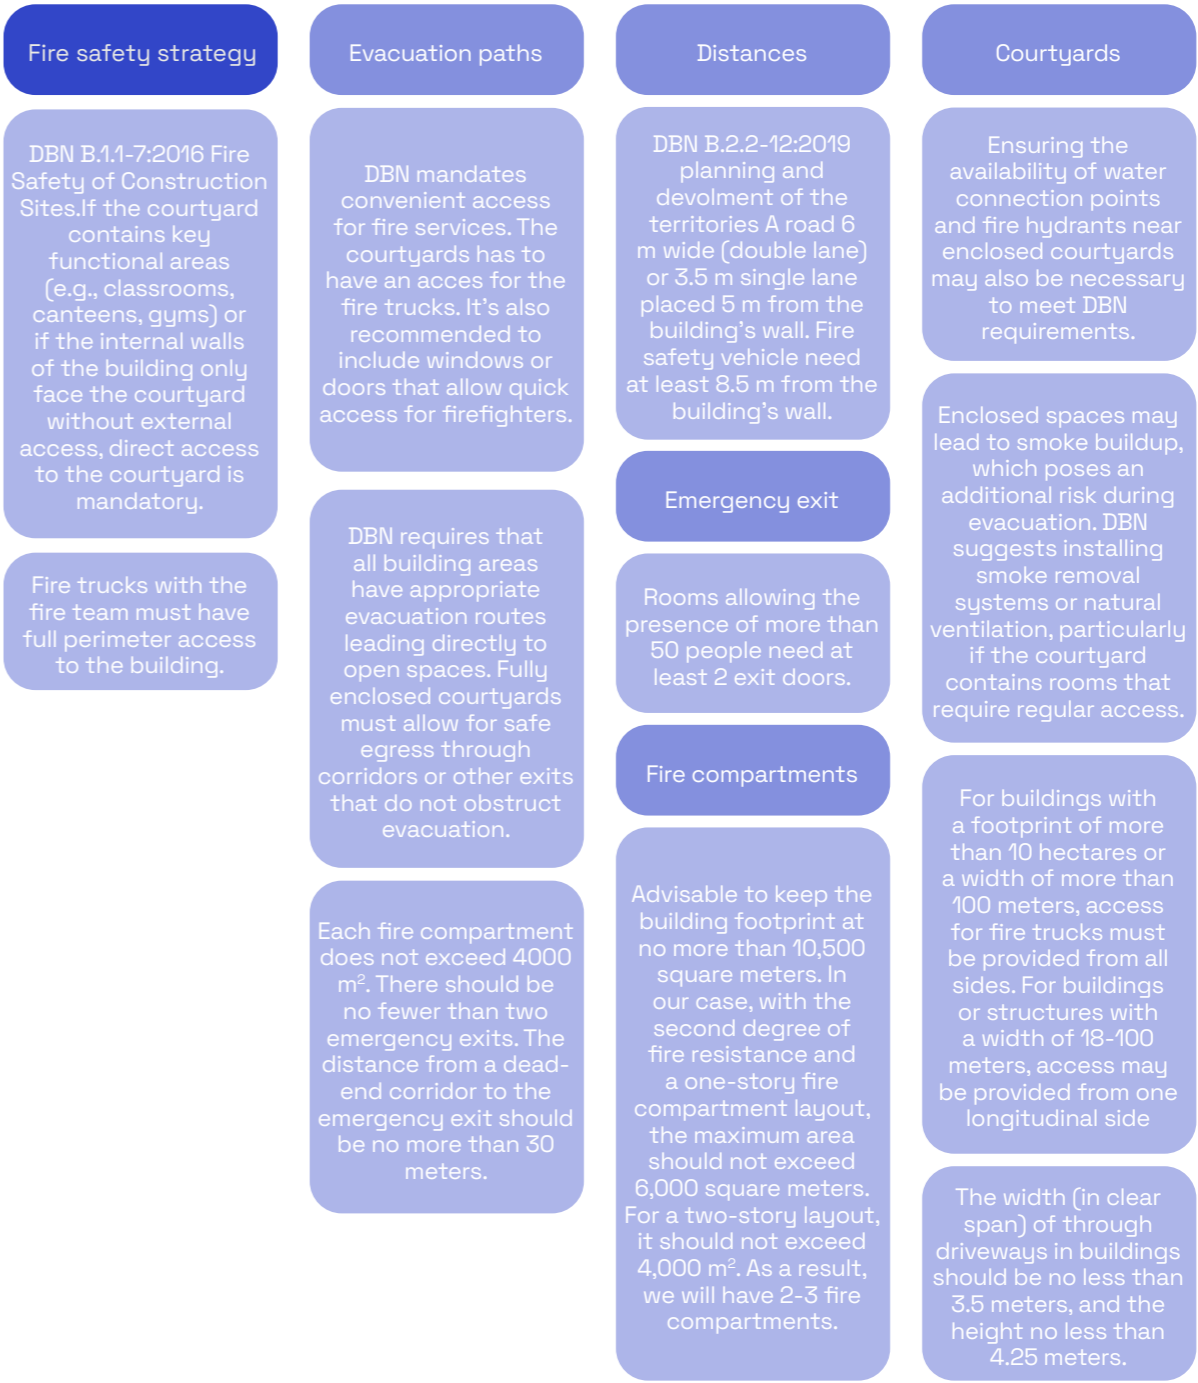 Fire safety strategy
DBN B.1.1-7:2016 Fire
Safety of Construction
Sites.If the courtyard
contains key
functional areas
(e.g., classrooms,
canteens, gyms) or
if the internal walls
of the building only
face the courtyard
without external
access, direct access
to the courtyard is
mandatory.
Fire trucks with the
fire team must have
full perimeter access
to the building.
Evacuation paths
DBN mandates
convenient access
for fire services. The
courtyards has to
have an acces for the
fire trucks. It's also
recommended to
include windows or
doors that allow quick
access for firefighters.
DBN requires that
all building areas
have appropriate
evacuation routes
leading directly to
open spaces. Fully
enclosed courtyards
must allow for safe
egress through
corridors or other exits
that do not obstruct
evacuation.
Each fire compartment
does not exceed 4000
m². There should be
no fewer than two
emergency exits. The
distance from a dead-
end corridor to the
emergency exit should
be no more than 30
meters.
Distances
DBN B.2.2-12:2019
planning and
devolment of the
territories A road 6
m wide (double lane)
or 3.5 m single lane
placed 5 m from the
building's wall. Fire
safety vehicle need
at least 8.5 m from the
building's wall.
Emergency exit
Rooms allowing the
presence of more than
50 people need at
least 2 exit doors.
Fire compartments
Advisable to keep the
building footprint at
no more than 10,500
square meters. In
our case, with the
second degree of
fire resistance and
a one-story fire
compartment layout,
the maximum area
should not exceed
6,000 square meters.
For a two-story layout,
it should not exceed
4,000 m². As a result,
we will have 2-3 fire
compartments.
Courtyards
Ensuring the
availability of water
connection points
and fire hydrants near
enclosed courtyards
may also be necessary
to meet DBN
requirements.
Enclosed spaces may
lead to smoke buildup,
which poses an
additional risk during
evacuation. DBN
suggests installing
smoke removal
systems or natural
ventilation, particularly
if the courtyard
contains rooms that
require regular access.
For buildings with
a footprint of more
than 10 hectares or
a width of more than
100 meters, access
for fire trucks must
be provided from all
sides. For buildings
or structures with
a width of 18-100
meters, access may
be provided from one
longitudinal side
The width (in clear
span) of through
driveways in buildings
should be no less than
3.5 meters, and the
height no less than
4.25 meters.